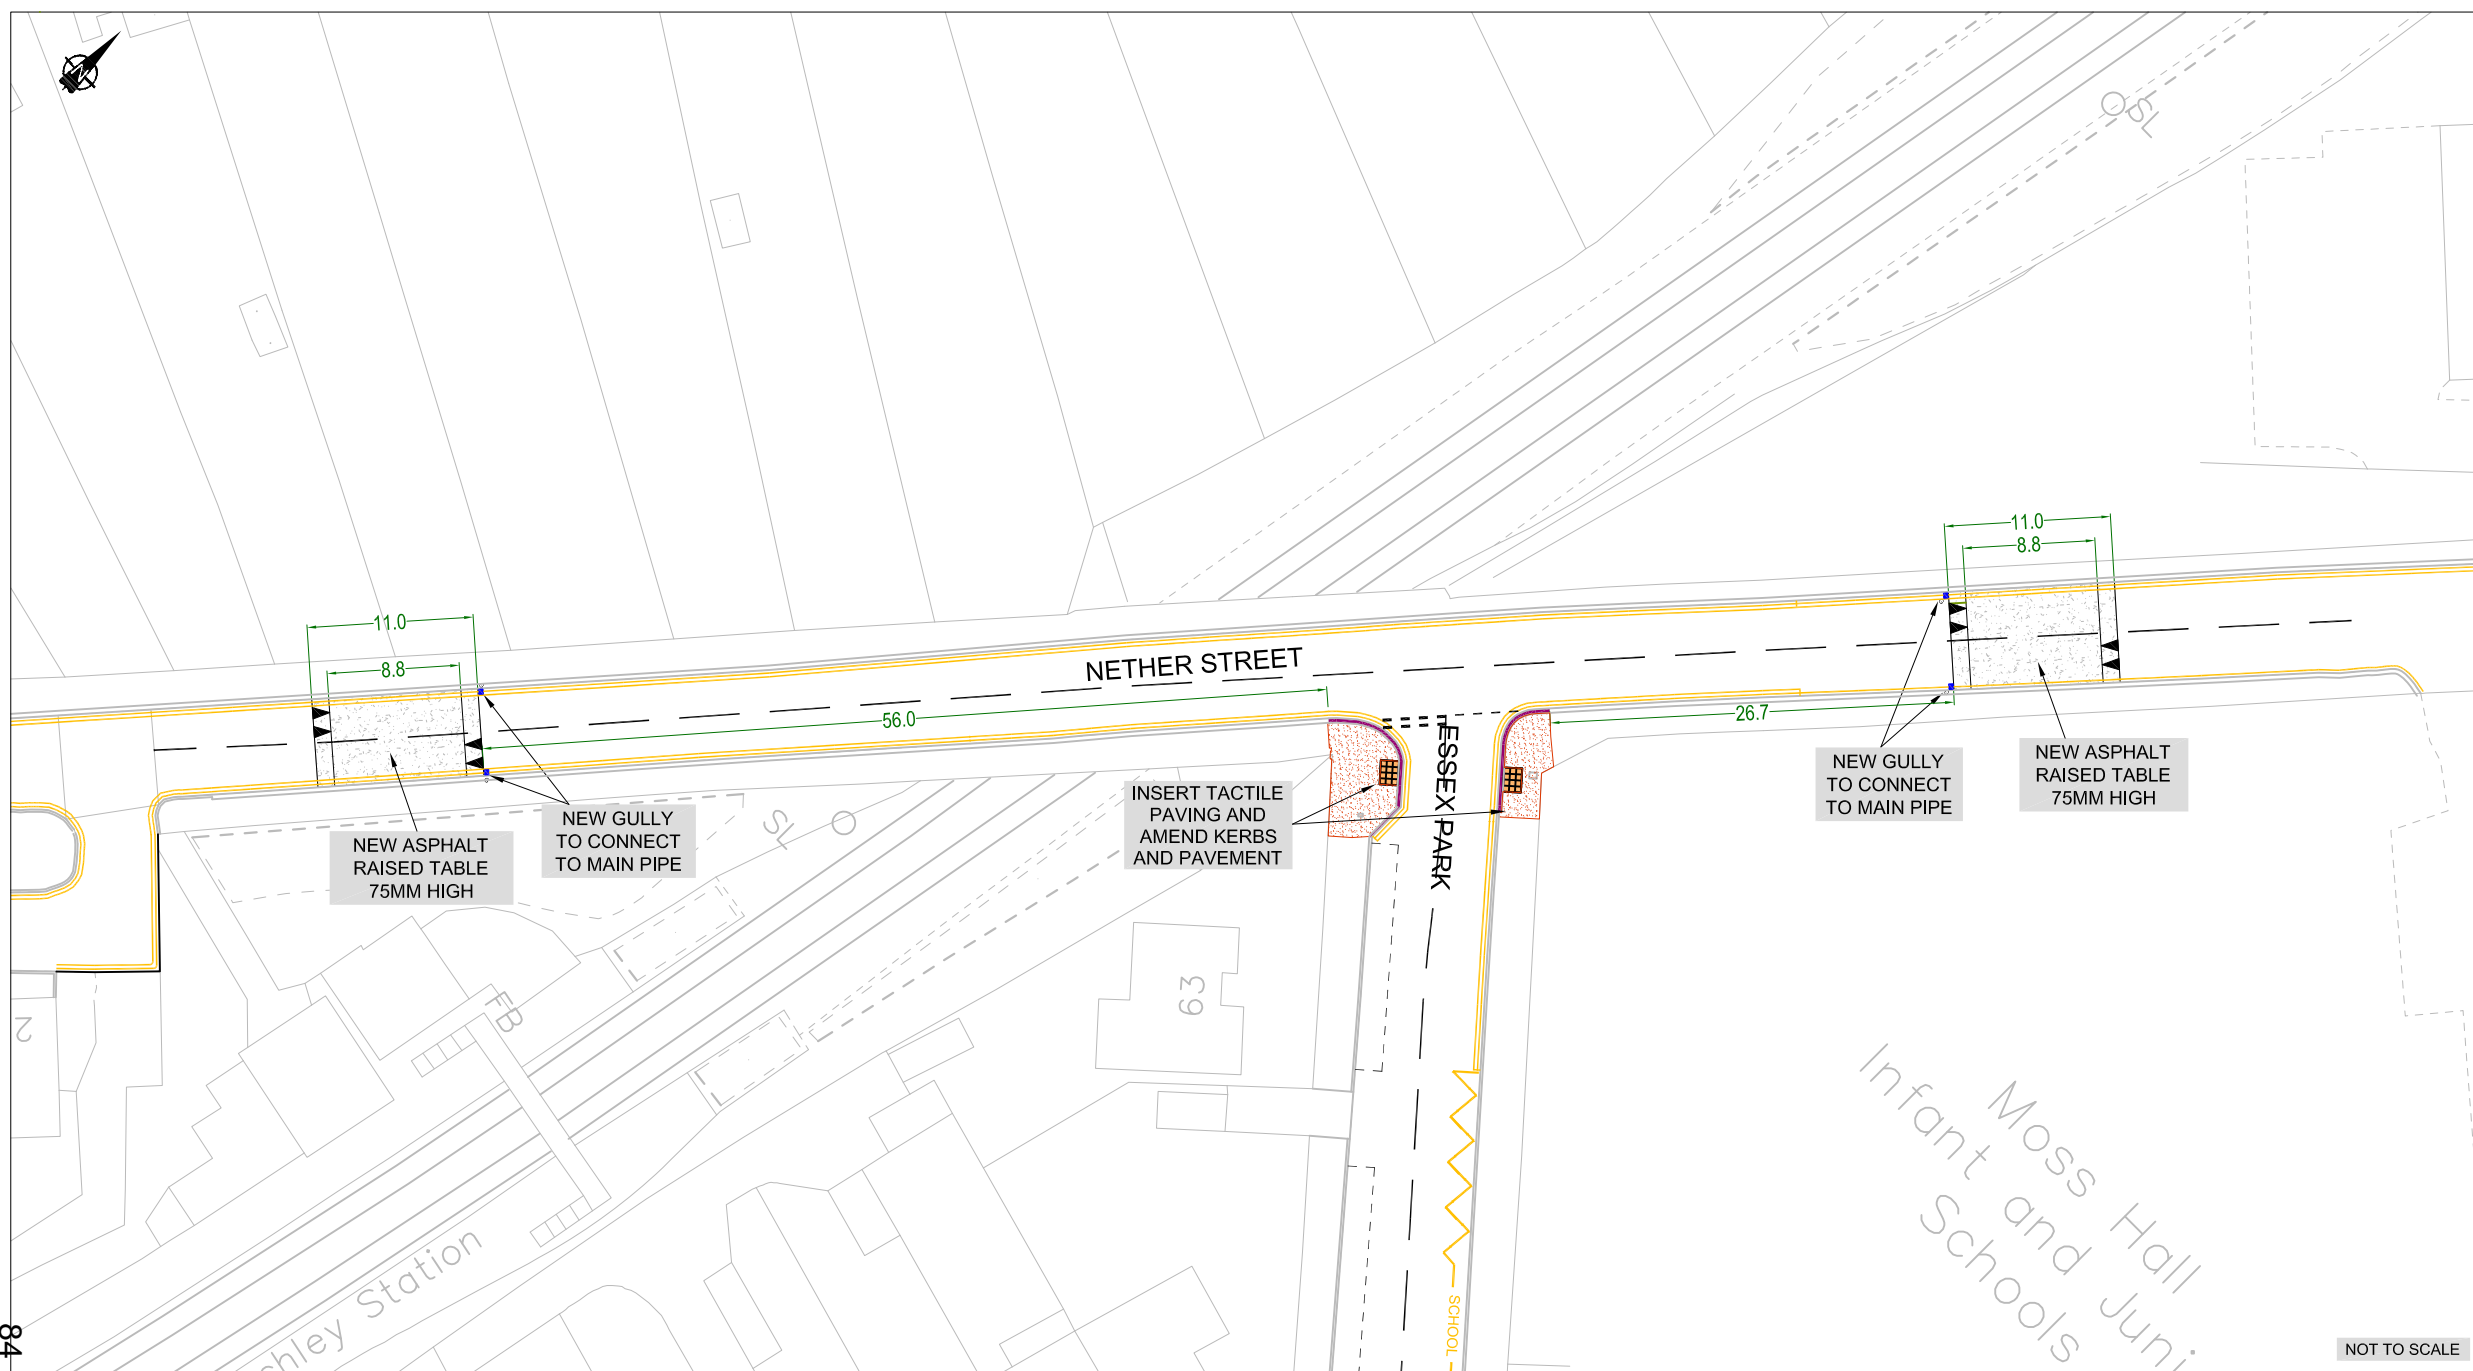 N
SL
11.0
8.8
11.0
8.8
NETHER STREET
56.0
26.7
NEW ASPHALT
RAISED TABLE
75MM HIGH
NEW GULLY
TO CONNECT
TO MAIN PIPE
INSERT TACTILE
PAVING AND
AMEND KERBS
AND PAVEMENT
ESSEX PARK
NEW GULLY
TO CONNECT
TO MAIN PIPE
NEW ASPHALT
RAISED TABLE
75MM HIGH
SL
FB
63
2
Moss Hall
Infant and Juni
Schools
chley Station
SCHOOL
84
NOT TO SCALE